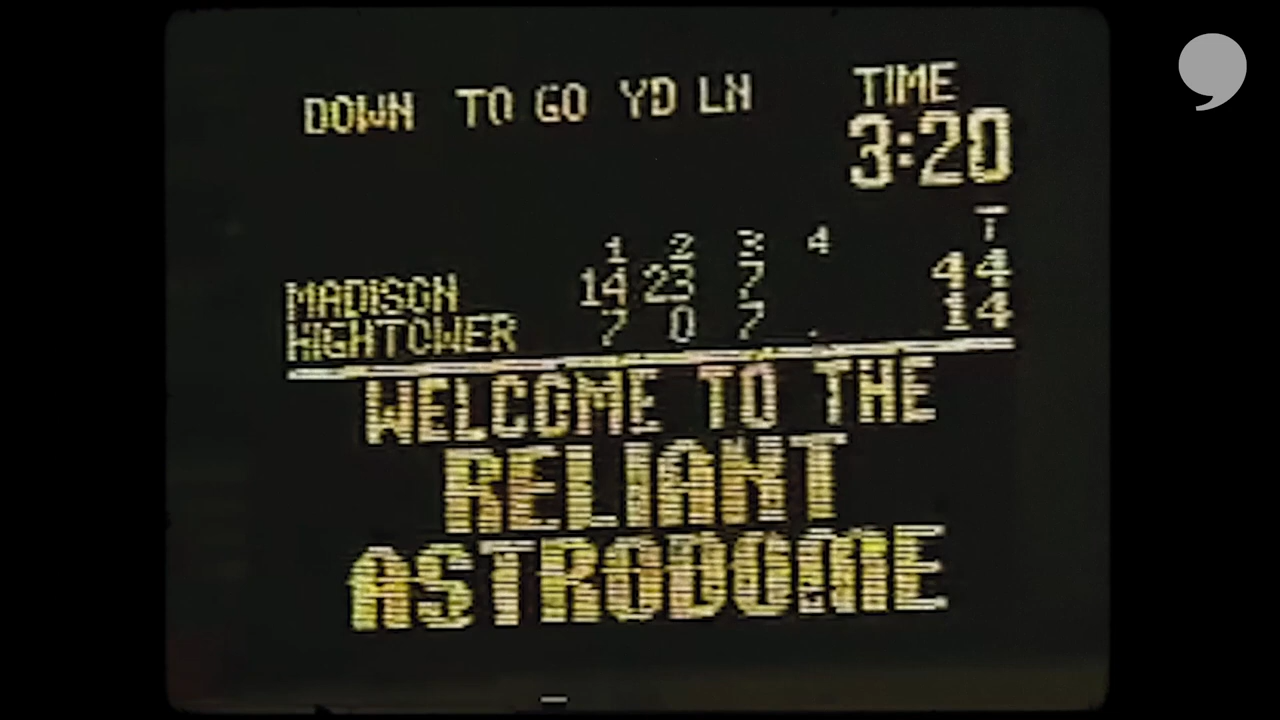 DOWN TO GO YD LN TIME
3:20
1 2 3 4 T
MADISON 14 23 7 44
HIGHTOWER 7 0 7 14
WELCOME TO THE
RELIANT
ASTRODOME